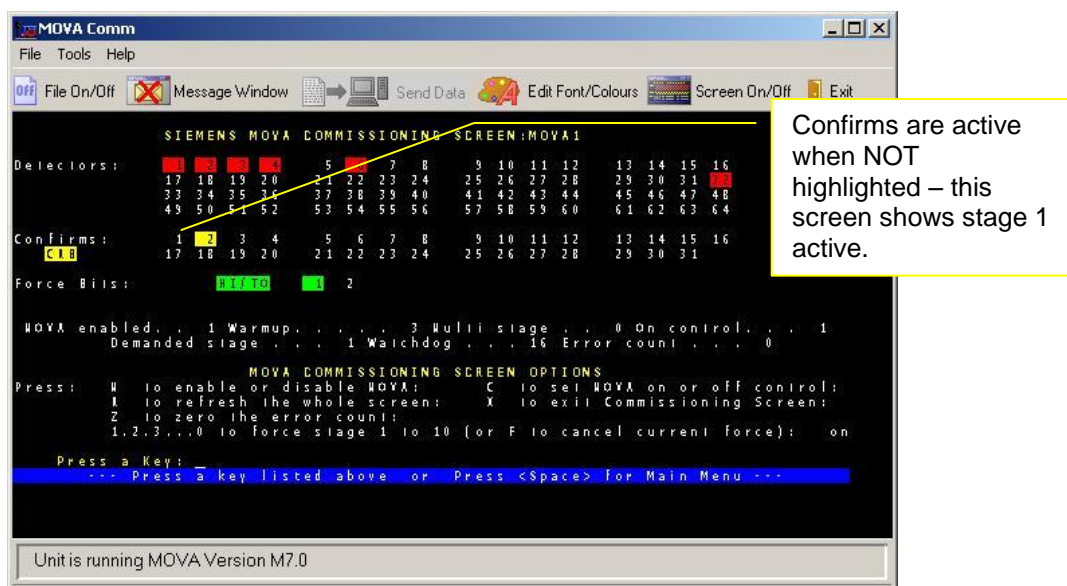 MOVA Comm
File Tools Help
OFF File On/Off Message Window Send Data Edit Font/Colours Screen On/Off Exit
SIEMENS MOVA COMMISSIONING SCREEN:MOVA1
Detectors: 1 2 3 4 5 6 7 8 9 10 11 12 13 14 15 16
17 18 19 20 21 22 23 24 25 26 27 28 29 30 31 32
33 34 35 36 37 38 39 40 41 42 43 44 45 46 47 48
49 50 51 52 53 54 55 56 57 58 59 60 61 62 63 64
Confirms: 1 2 3 4 5 6 7 8 9 10 11 12 13 14 15 16
CRB 17 18 19 20 21 22 23 24 25 26 27 28 29 30 31
Force Bits: HI/TO 1 2
MOVA enabled. . 1 Warmup. . . . . 3 Multi stage . . 0 On control. . . 1
Demanded stage . . . 1 Watchdog . . . 16 Error count . . . 0
MOVA COMMISSIONING SCREEN OPTIONS
Press: M to enable or disable MOVA: C to set MOVA on or off control:
R to refresh the whole screen: X to exit Commissioning Screen:
Z to zero the error count:
1.2.3...0 to force stage 1 to 10 (or F to cancel current force): on
Press a Key: _
--- Press a key listed above or Press <Space> for Main Menu ---
Unit is running MOVA Version M7.0
Confirms are active
when NOT
highlighted – this
screen shows stage 1
active.